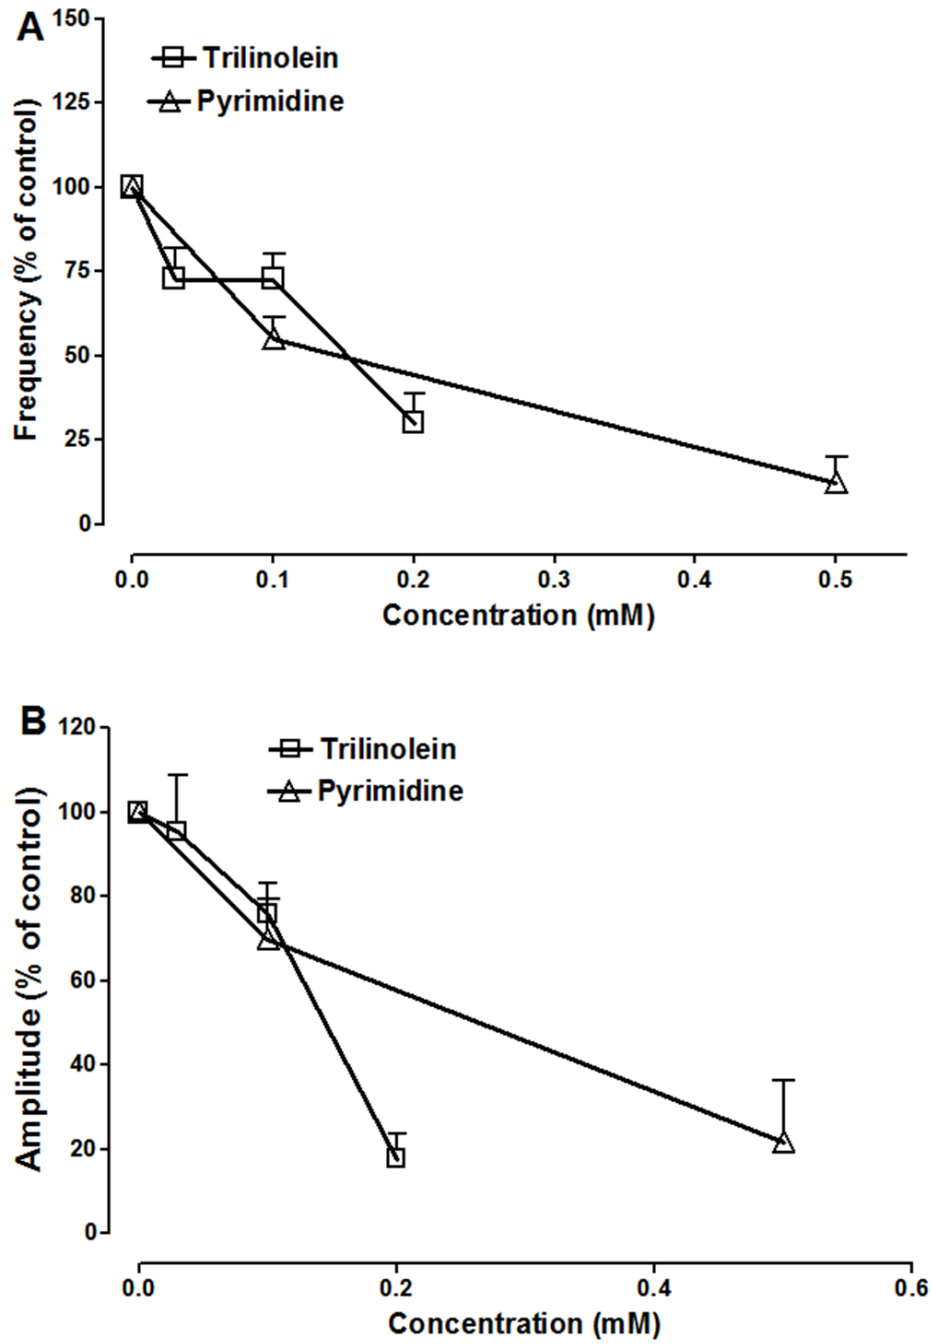 A
150
Trilinolein
Pyrimidine
125
100
75
50
25
0
Frequency (% of control)
0.0 0.1 0.2 0.3 0.4 0.5
Concentration (mM)
B
120
Trilinolein
Pyrimidine
100
80
60
40
20
0
Amplitude (% of control)
0.0 0.2 0.4 0.6
Concentration (mM)